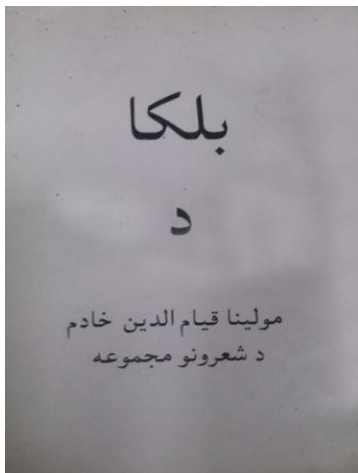 بلکا
د
مولینا قیام الدین خادم
د شعرونو مجموعه